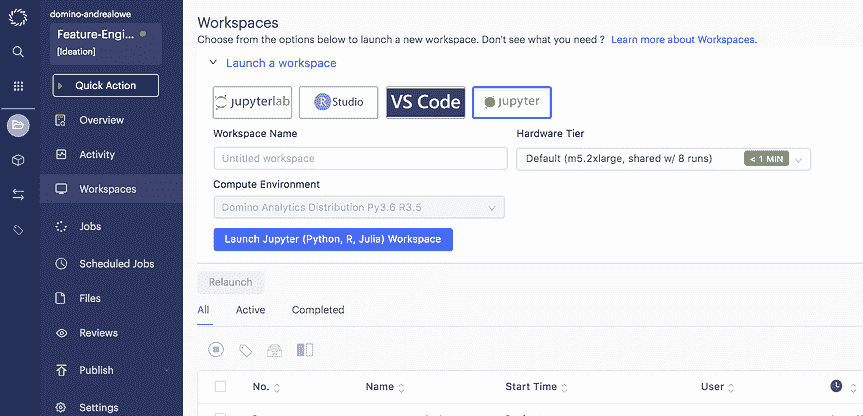 domino-andrealowe
Feature-Engi...
[Ideation]
Quick Action
Overview
Activity
Workspaces
Jobs
Scheduled Jobs
Files
Reviews
Publish
Settings
Workspaces
Choose from the options below to launch a new workspace. Don't see what you need ? Learn more about Workspaces.
Launch a workspace
jupyterlab
R Studio
VS Code
jupyter
Workspace Name
Hardware Tier
Untitled workspace
Default (m5.2xlarge, shared w/ 8 runs)
< 1 MIN
Compute Environment
Domino Analytics Distribution Py3.6 R3.5
Launch Jupyter (Python, R, Julia) Workspace
Relaunch
All
Active
Completed
No.
Name
Start Time
User